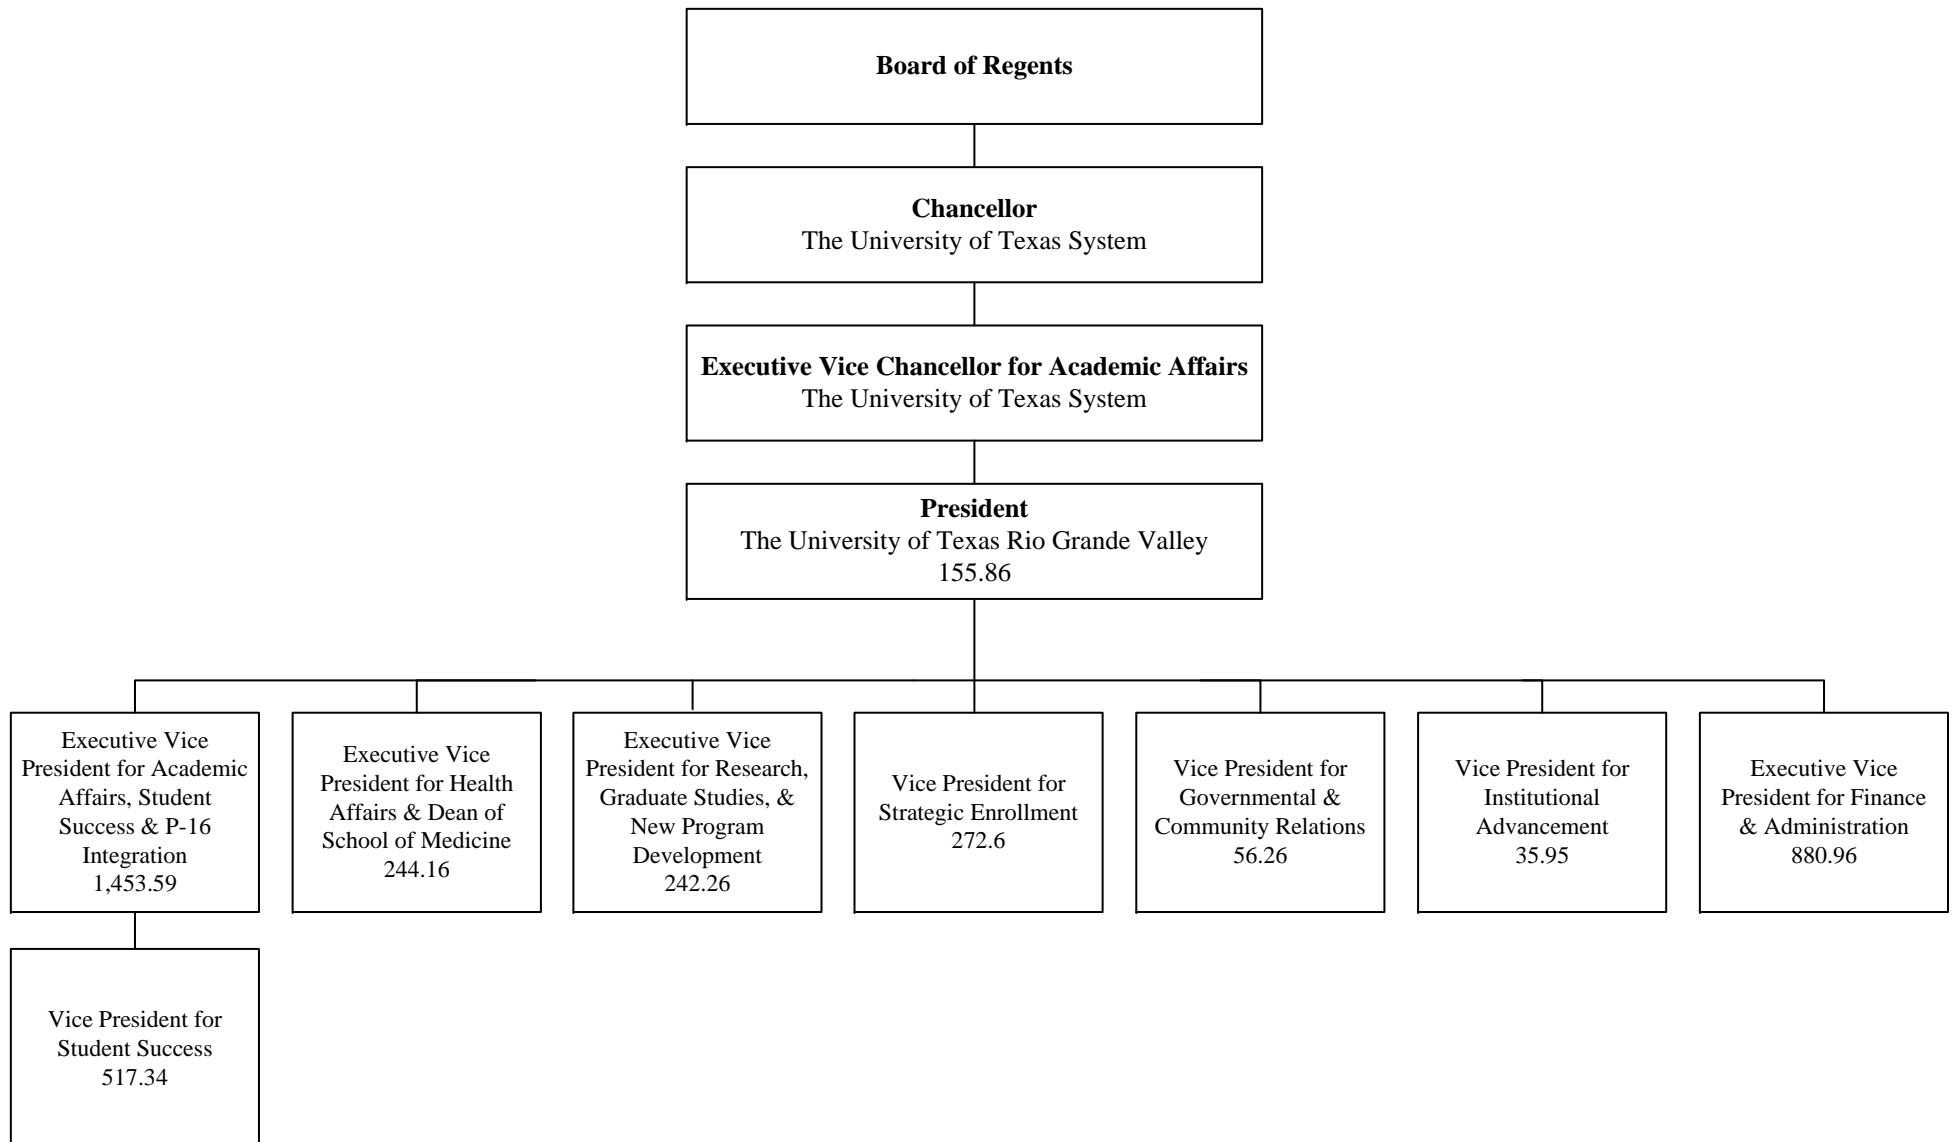 Board of Regents
Chancellor
The University of Texas System
Executive Vice Chancellor for Academic Affairs
The University of Texas System
President
The University of Texas Rio Grande Valley
155.86
Executive Vice
President for Academic
Affairs, Student
Success & P-16
Integration
1,453.59
Executive Vice
President for Health
Affairs & Dean of
School of Medicine
244.16
Executive Vice
President for Research,
Graduate Studies, &
New Program
Development
242.26
Vice President for
Strategic Enrollment
272.6
Vice President for
Governmental &
Community Relations
56.26
Vice President for
Institutional
Advancement
35.95
Executive Vice
President for Finance
& Administration
880.96
Vice President for
Student Success
517.34